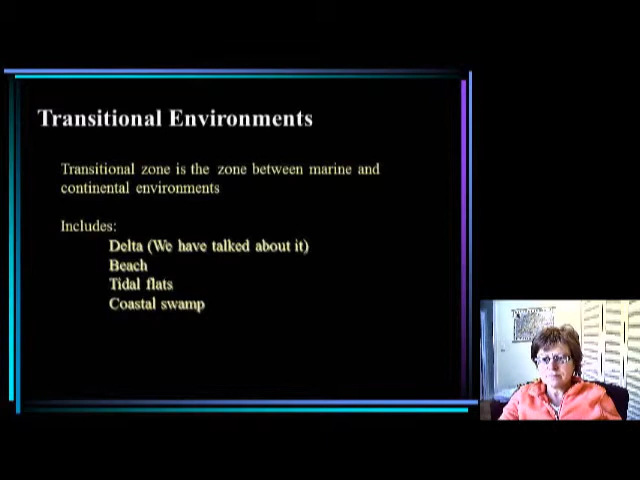 Transitional Environments
Transitional zone is the zone between marine and
continental environments
Includes:
Delta (We have talked about it)
Beach
Tidal flats
Coastal swamp